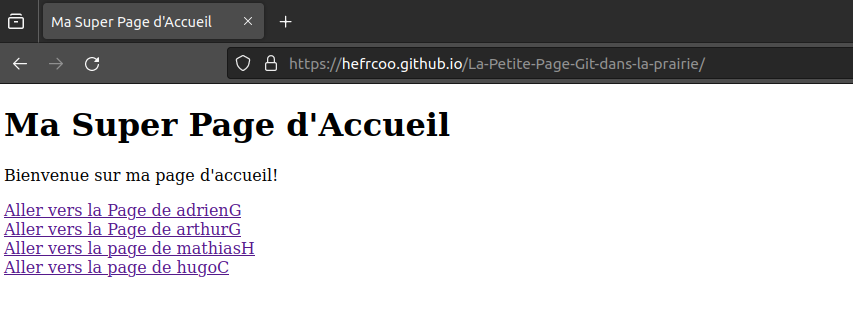 Ma Super Page d'Accueil
https://hefrcoo.github.io/La-Petite-Page-Git-dans-la-prairie/
Ma Super Page d'Accueil
Bienvenue sur ma page d'accueil!
Aller vers la Page de adrienG
Aller vers la Page de arthurG
Aller vers la page de mathiasH
Aller vers la page de hugoC